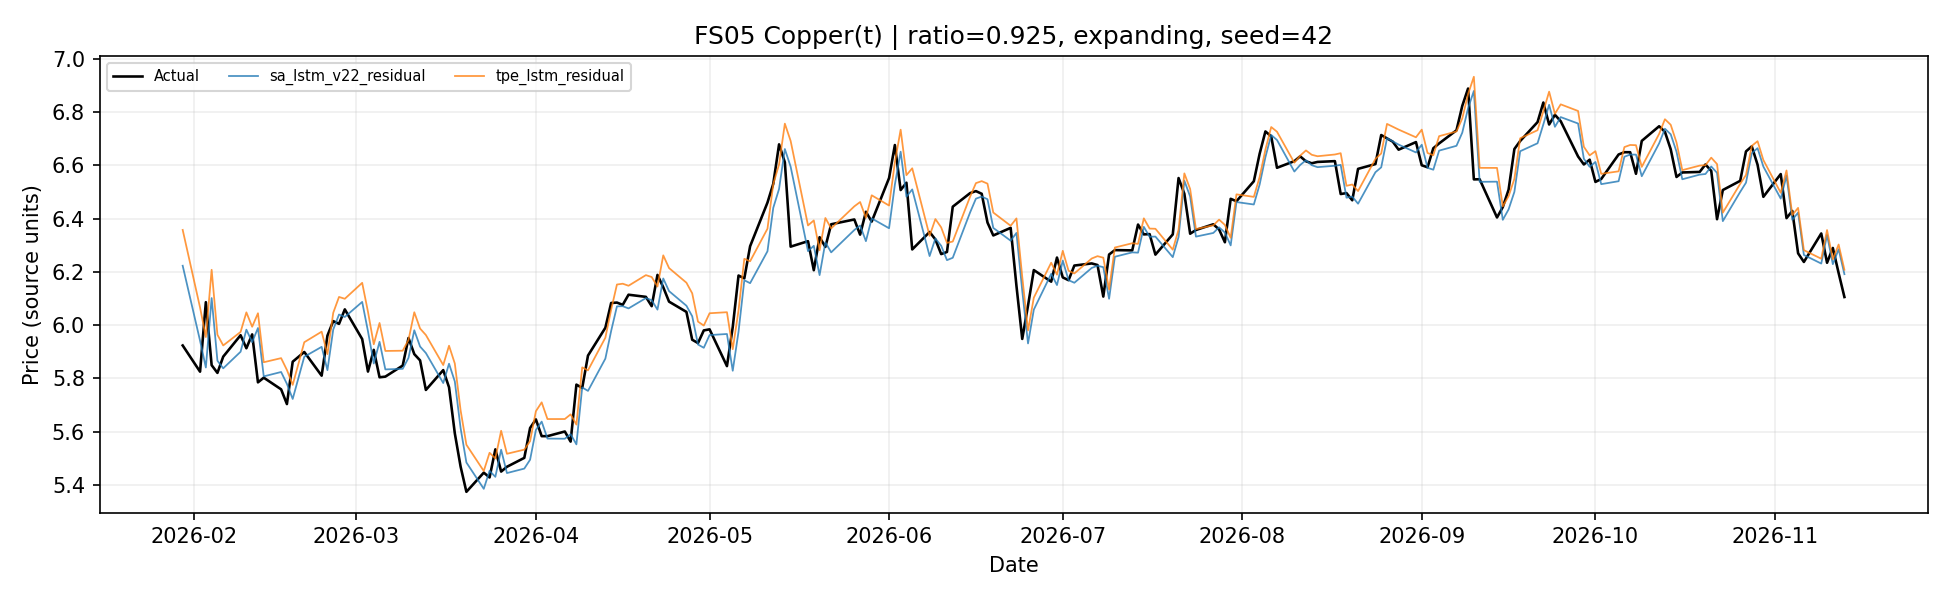 FS05 Copper(t) | ratio=0.925, expanding, seed=42
Actual sa_lstm_v22_residual tpe_lstm_residual
7.0
6.8
6.6
6.4
6.2
6.0
5.8
5.6
5.4
Price (source units)
2026-02 2026-03 2026-04 2026-05 2026-06 2026-07 2026-08 2026-09 2026-10 2026-11
Date